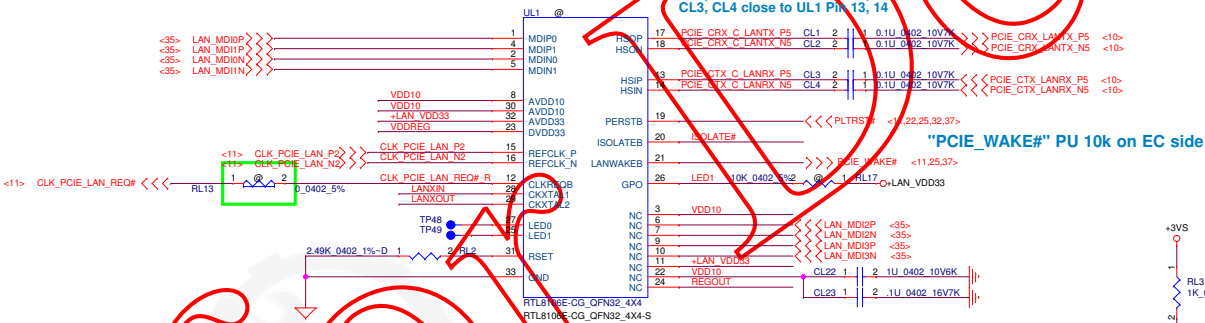 CL3, CL4 close to UL1 Pin 13, 14
UL1 @
<35> LAN_MDI0P 1 MDIP0 HSOP 17 PCIE_CRX_C_LANTX_P5 CL1 2 1 0.1U_0402_10V7K PCIE_CRX_LANTX_P5 <10>
<35> LAN_MDI1P 4 MDIP1 HSON 18 PCIE_CRX_C_LANTX_N5 CL2 2 1 0.1U_0402_10V7K PCIE_CRX_LANTX_N5 <10>
<35> LAN_MDI0N 2 MDIN0
<35> LAN_MDI1N 5 MDIN1
HSIP 13 PCIE_CTX_C_LANRX_P5 CL3 2 1 0.1U_0402_10V7K PCIE_CTX_LANRX_P5 <10>
HSIN 14 PCIE_CTX_C_LANRX_N5 CL4 2 1 0.1U_0402_10V7K PCIE_CTX_LANRX_N5 <10>
VDD10 8 AVDD10
VDD10 30 AVDD10
+LAN_VDD33 32 AVDD33 PERSTB 19 PLTRST# ,22,25,32,37>
VDDREG 23 DVDD33
ISOLATEB 20 ISOLATE#
"PCIE_WAKE#" PU 10k on EC side
<11> CLK_PCIE_LAN_P2 CLK_PCIE_LAN_P2 15 REFCLK_P
<11> CLK_PCIE_LAN_N2 CLK_PCIE_LAN_N2 16 REFCLK_N LANWAKEB 21 PCIE_WAKE# <11,25,37>
<11> CLK_PCIE_LAN_REQ# RL13 1 @ 2 0_0402_5% CLK_PCIE_LAN_REQ#_R 12 CLKREQB GPO 26 LED1 10K_0402_5% 2 @ 1 RL17 +LAN_VDD33
LANXIN 28 CKXTAL1
LANXOUT 29 CKXTAL2
NC 3 VDD10
TP48 27 LED0 NC 6 LAN_MDI2P <35>
TP49 25 LED1 NC 7 LAN_MDI2N <35>
NC 9 LAN_MDI3P <35>
2.49K_0402_1%~D 1 2 RL2 31 RSET NC 10 LAN_MDI3N <35>
NC 11 +LAN_VDD33
33 GND NC 22 VDD10 CL22 1 2 1U_0402_10V6K
NC 24 REGOUT CL23 1 2 .1U_0402_16V7K
RTL8106E-CG_QFN32_4X4
RTL8106E-CG_QFN32_4X4-S
+3VS
1
RL3
1K_
2